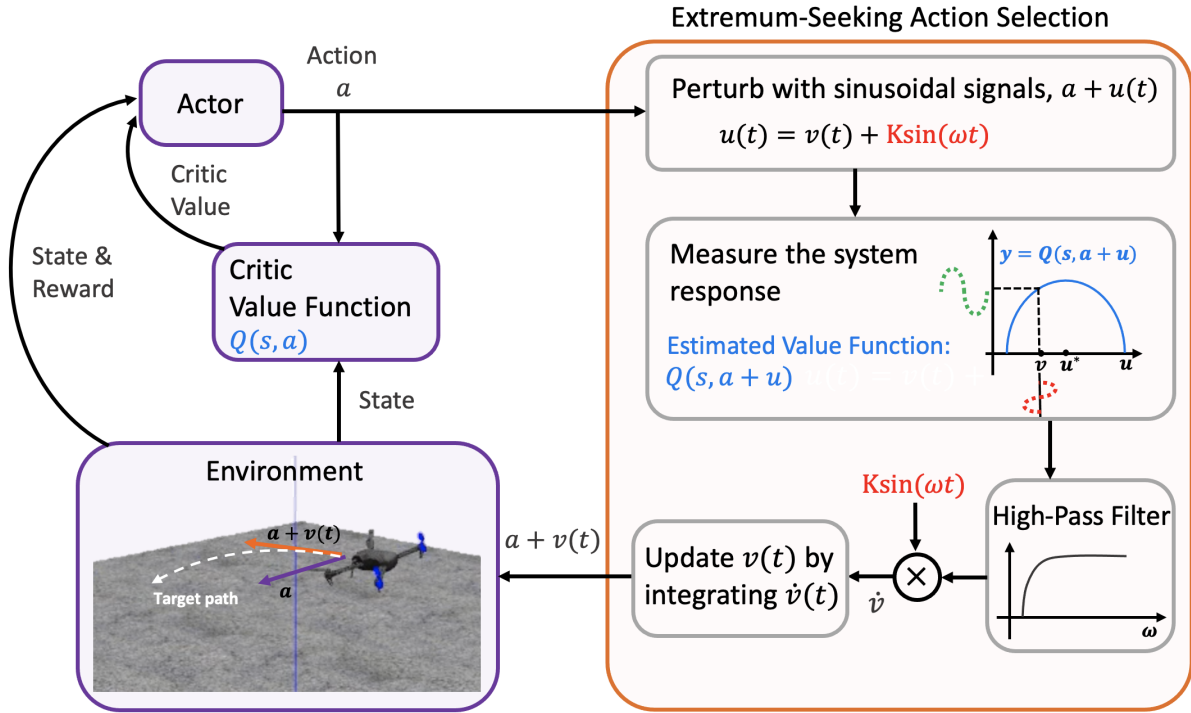 Extremum-Seeking Action Selection
Action
a
Actor
Perturb with sinusoidal signals, a + u(t)
u(t) = v(t) + Ksin(ωt)
Critic
Value
State &
Reward
Critic
Value Function
Q(s, a)
Measure the system
response
y = Q(s, a + u)
v
u*
u
Estimated Value Function:
Q(s, a + u) u(t) = v(t) +
State
Environment
a + v(t)
a
Target path
a + v(t)
Update v(t) by
integrating v̇(t)
Ksin(ωt)
×
v̇
High-Pass Filter
ω